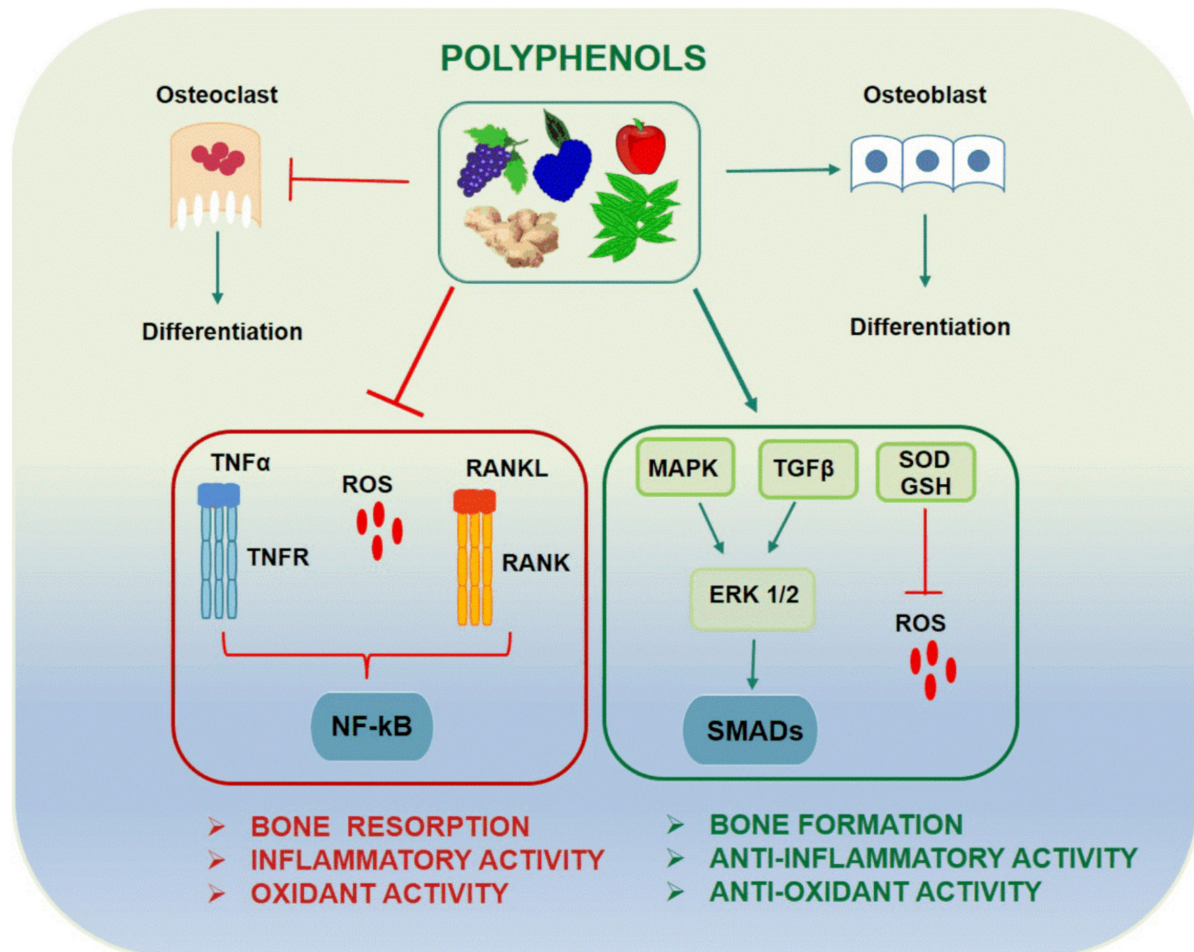 POLYPHENOLS
Osteoclast
Osteoblast
Differentiation
Differentiation
TNFα
TNFR
ROS
RANKL
RANK
NF-kB
MAPK
TGFβ
SOD
GSH
ERK 1/2
ROS
SMADs
➢ BONE RESORPTION
➢ INFLAMMATORY ACTIVITY
➢ OXIDANT ACTIVITY
➢ BONE FORMATION
➢ ANTI-INFLAMMATORY ACTIVITY
➢ ANTI-OXIDANT ACTIVITY